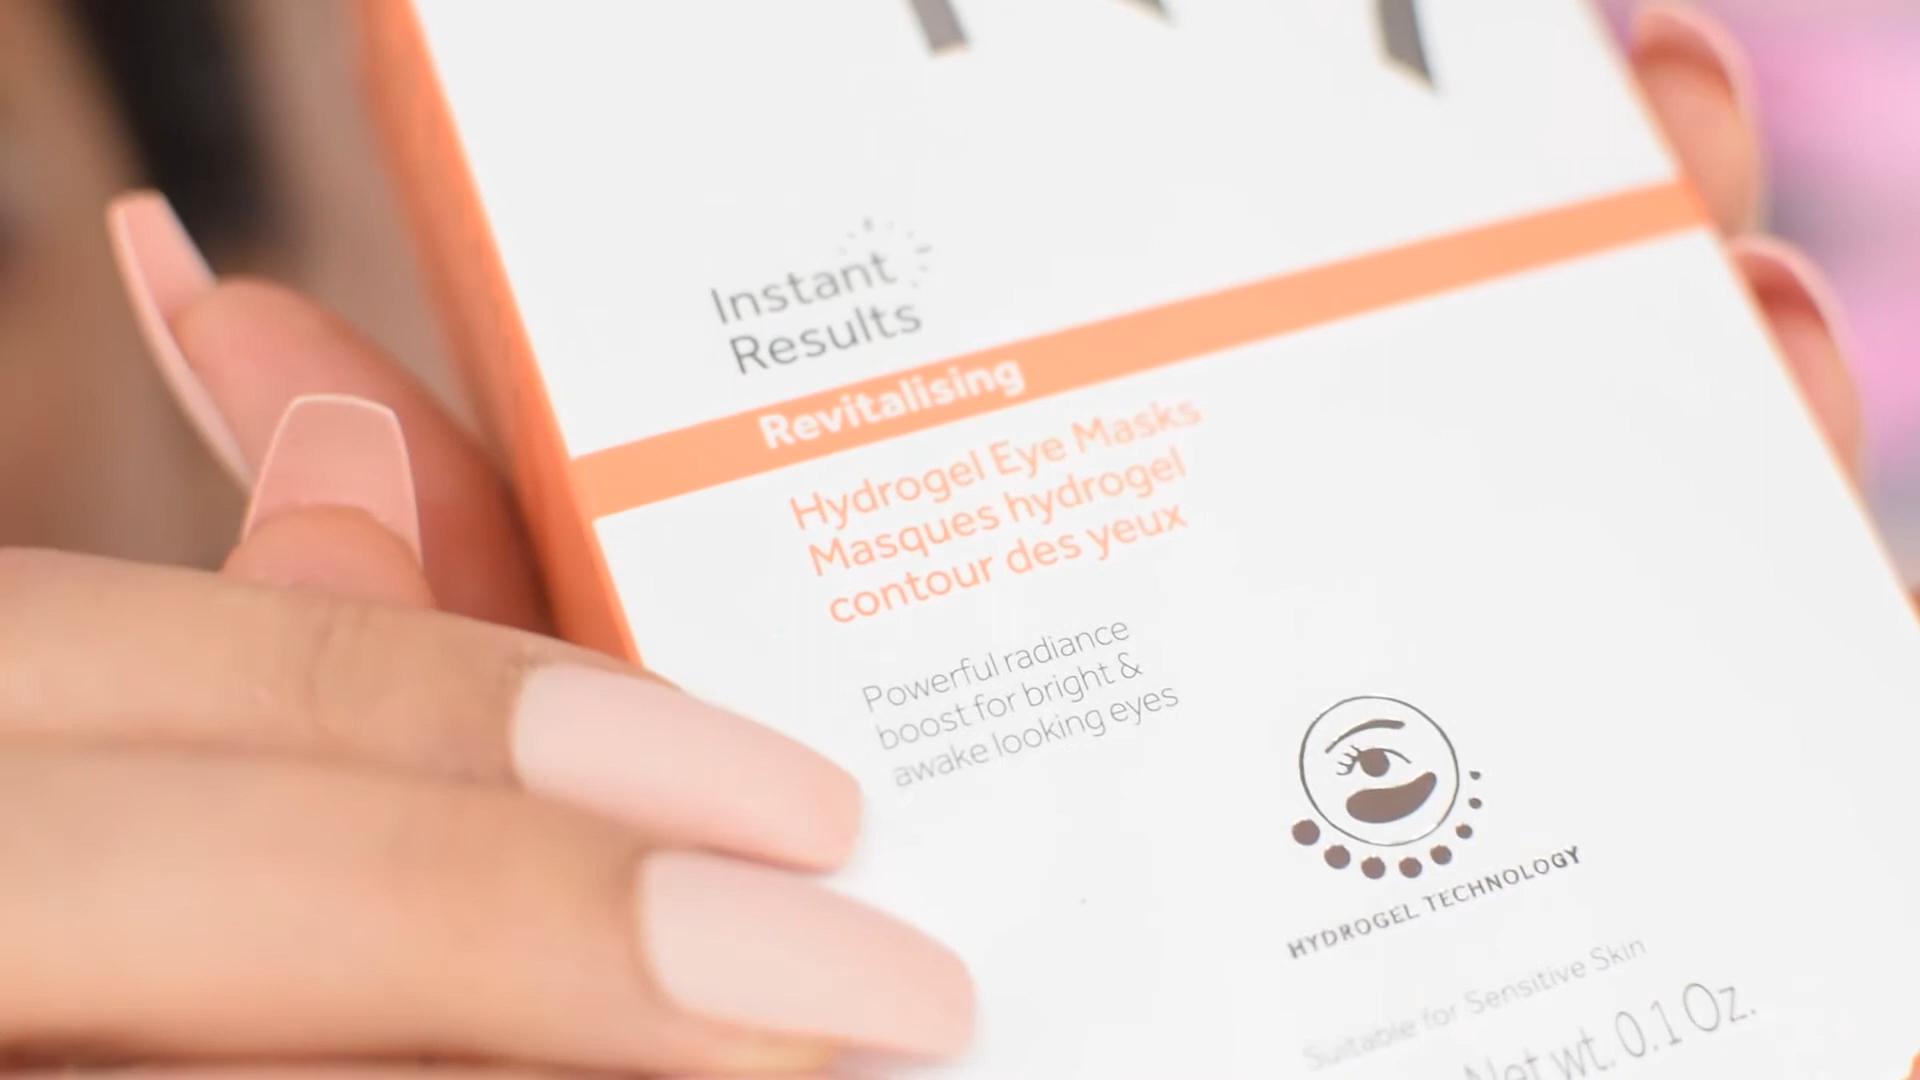 Instant
Results
Revitalising
Hydrogel Eye Masks
Masques hydrogel
contour des yeux
Powerful radiance
boost for bright &
awake looking eyes
HYDROGEL TECHNOLOGY
Suitable for Sensitive Skin
Net wt. 0.1 Oz.